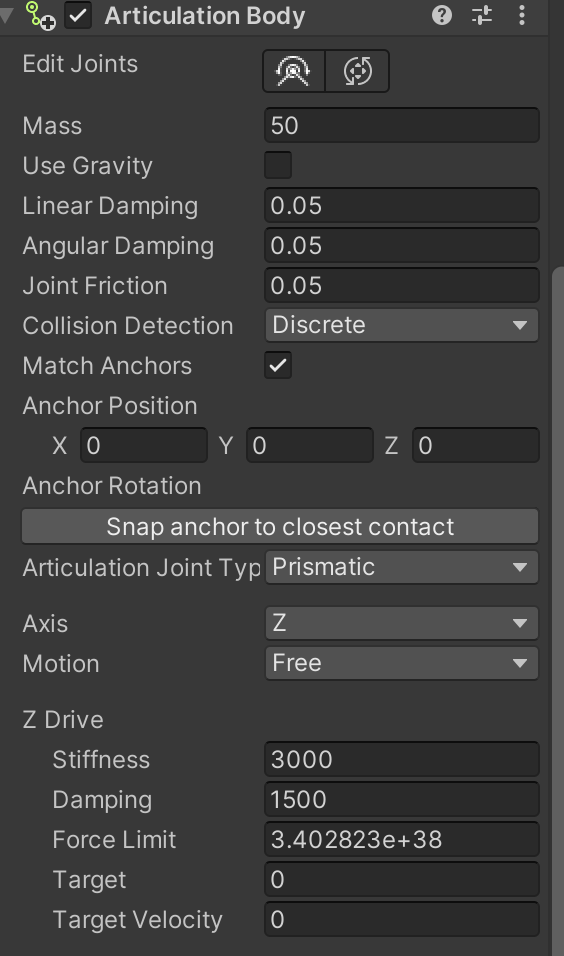 Articulation Body
Edit Joints
Mass 50
Use Gravity
Linear Damping 0.05
Angular Damping 0.05
Joint Friction 0.05
Collision Detection Discrete
Match Anchors
Anchor Position
X 0 Y 0 Z 0
Anchor Rotation
Snap anchor to closest contact
Articulation Joint Typ Prismatic
Axis Z
Motion Free
Z Drive
Stiffness 3000
Damping 1500
Force Limit 3.402823e+38
Target 0
Target Velocity 0